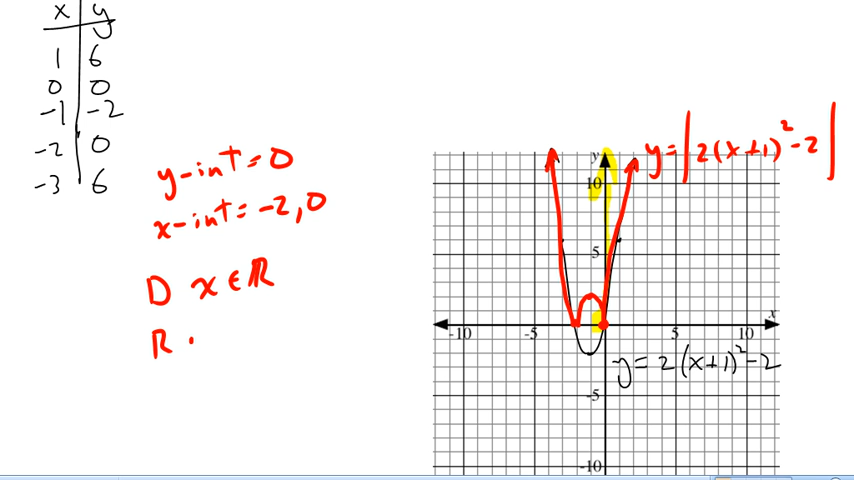 x y
1 6
0 0
-1 -2
-2 0
-3 6
y-int = 0
x-int = -2, 0
D x ∈ ℝ
R
y = |2(x+1)² - 2|
y
10
5
x
-10 -5 5 10
y = 2(x+1)² - 2
-5
-10